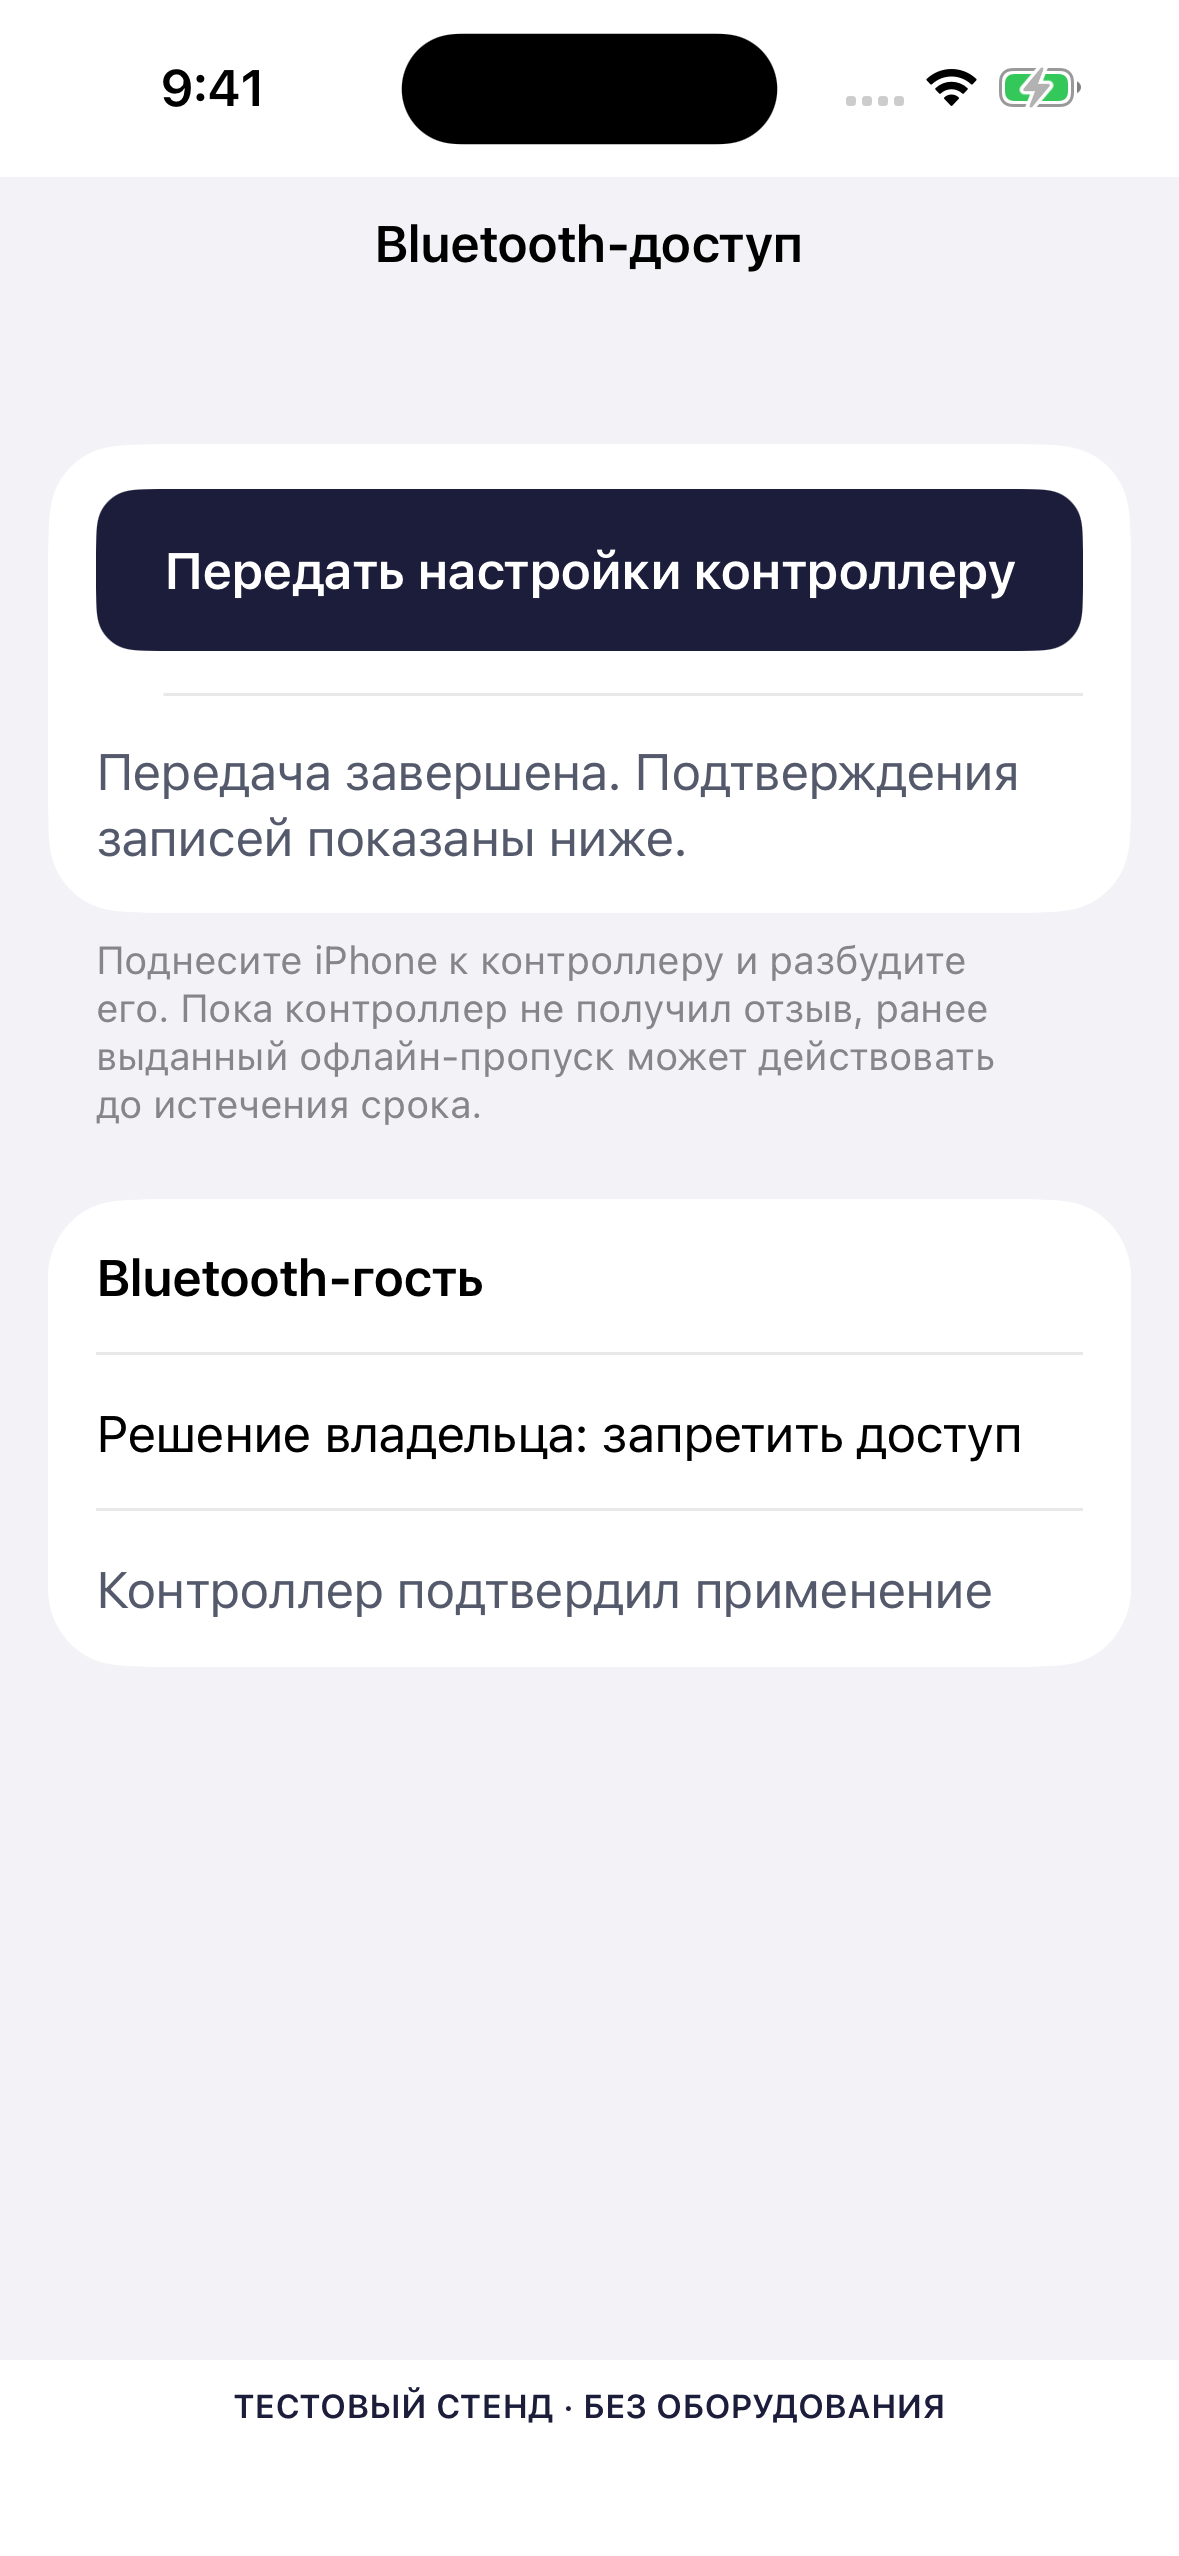 9:41
Bluetooth-доступ
Передать настройки контроллеру
Передача завершена. Подтверждения
записей показаны ниже.
Поднесите iPhone к контроллеру и разбудите
его. Пока контроллер не получил отзыв, ранее
выданный офлайн-пропуск может действовать
до истечения срока.
Bluetooth-гость
Решение владельца: запретить доступ
Контроллер подтвердил применение
ТЕСТОВЫЙ СТЕНД · БЕЗ ОБОРУДОВАНИЯ